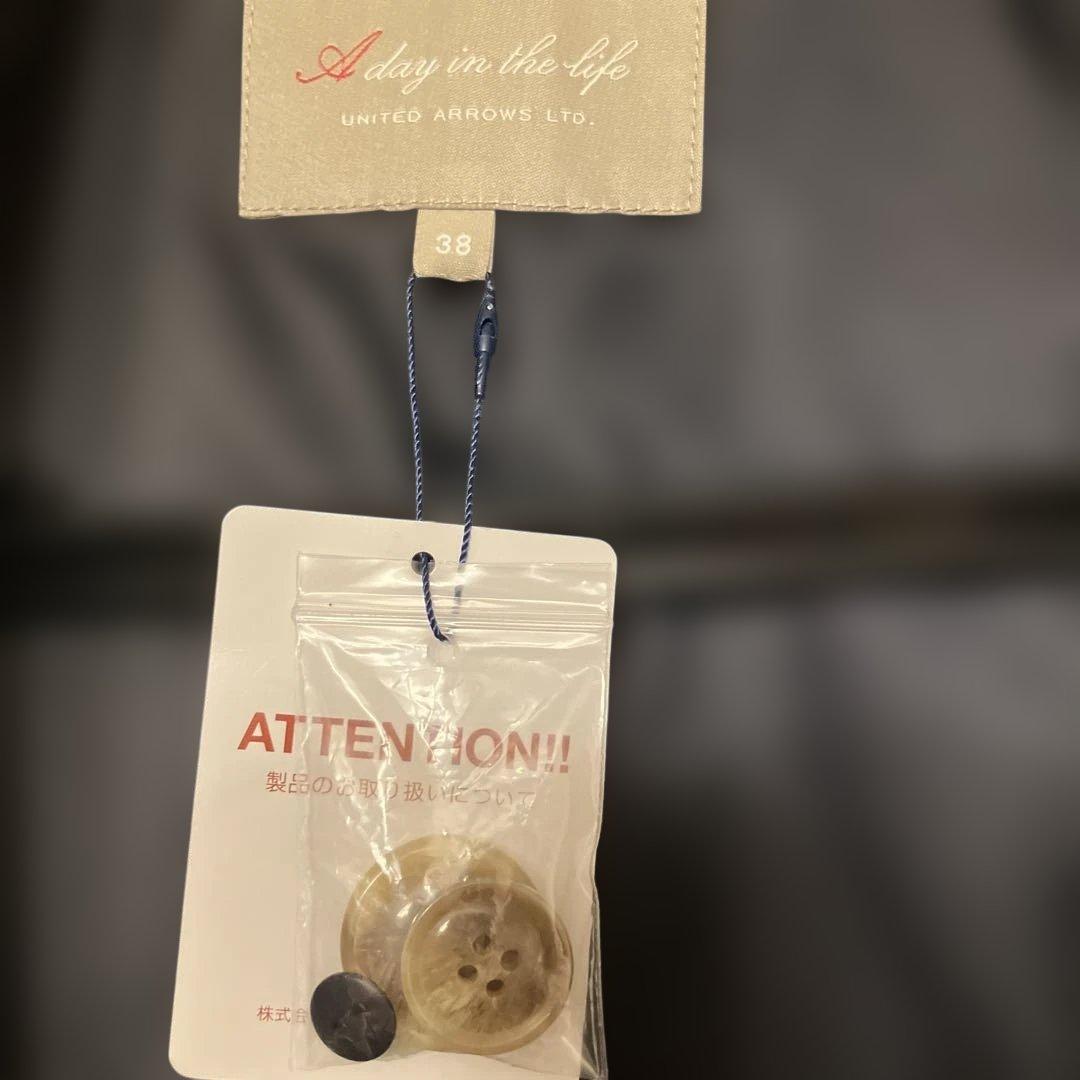 A day in the life
UNITED ARROWS LTD.
38
ATTENTION!!
製品のお取り扱いについて
株式会